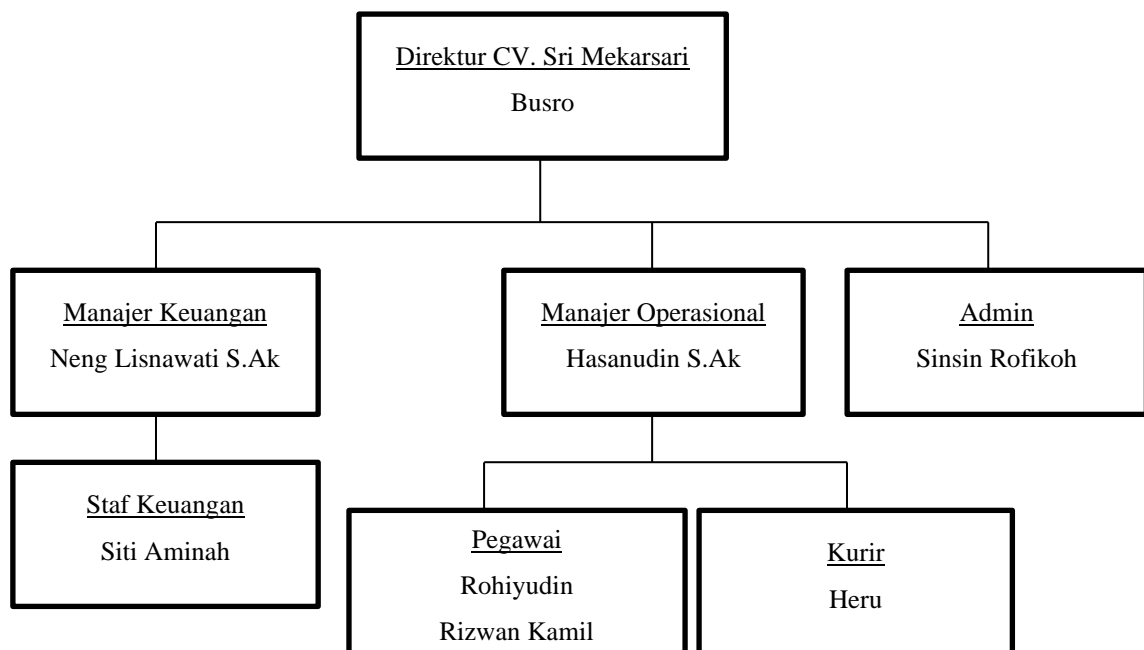 Direktur CV. Sri Mekarsari
Busro
Manajer Keuangan
Neng Lisnawati S.Ak
Manajer Operasional
Hasanudin S.Ak
Admin
Sinsin Rofikoh
Staf Keuangan
Siti Aminah
Pegawai
Rohiyudin
Rizwan Kamil
Kurir
Heru